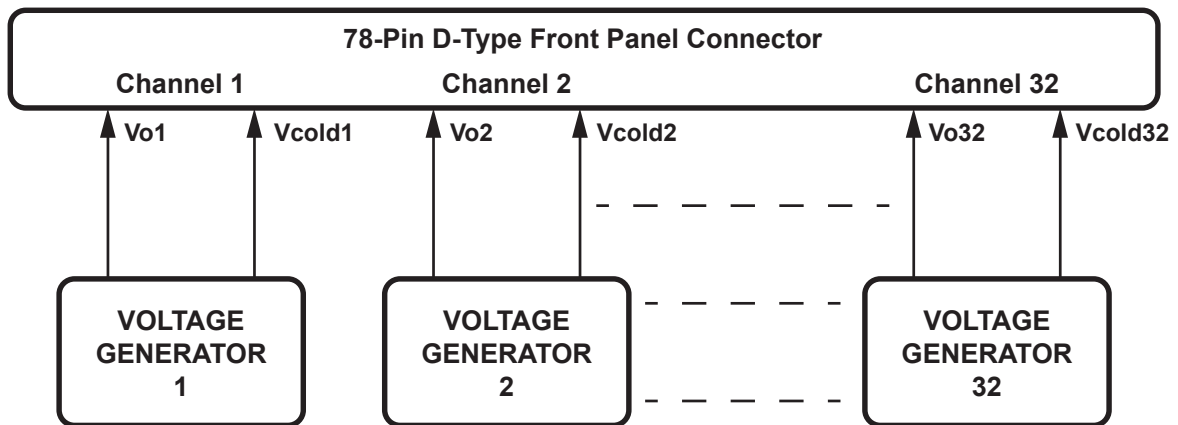 78-Pin D-Type Front Panel Connector
Channel 1 Channel 2 Channel 32
Vo1 Vcold1 Vo2 Vcold2 Vo32 Vcold32
VOLTAGE GENERATOR 1
VOLTAGE GENERATOR 2
VOLTAGE GENERATOR 32